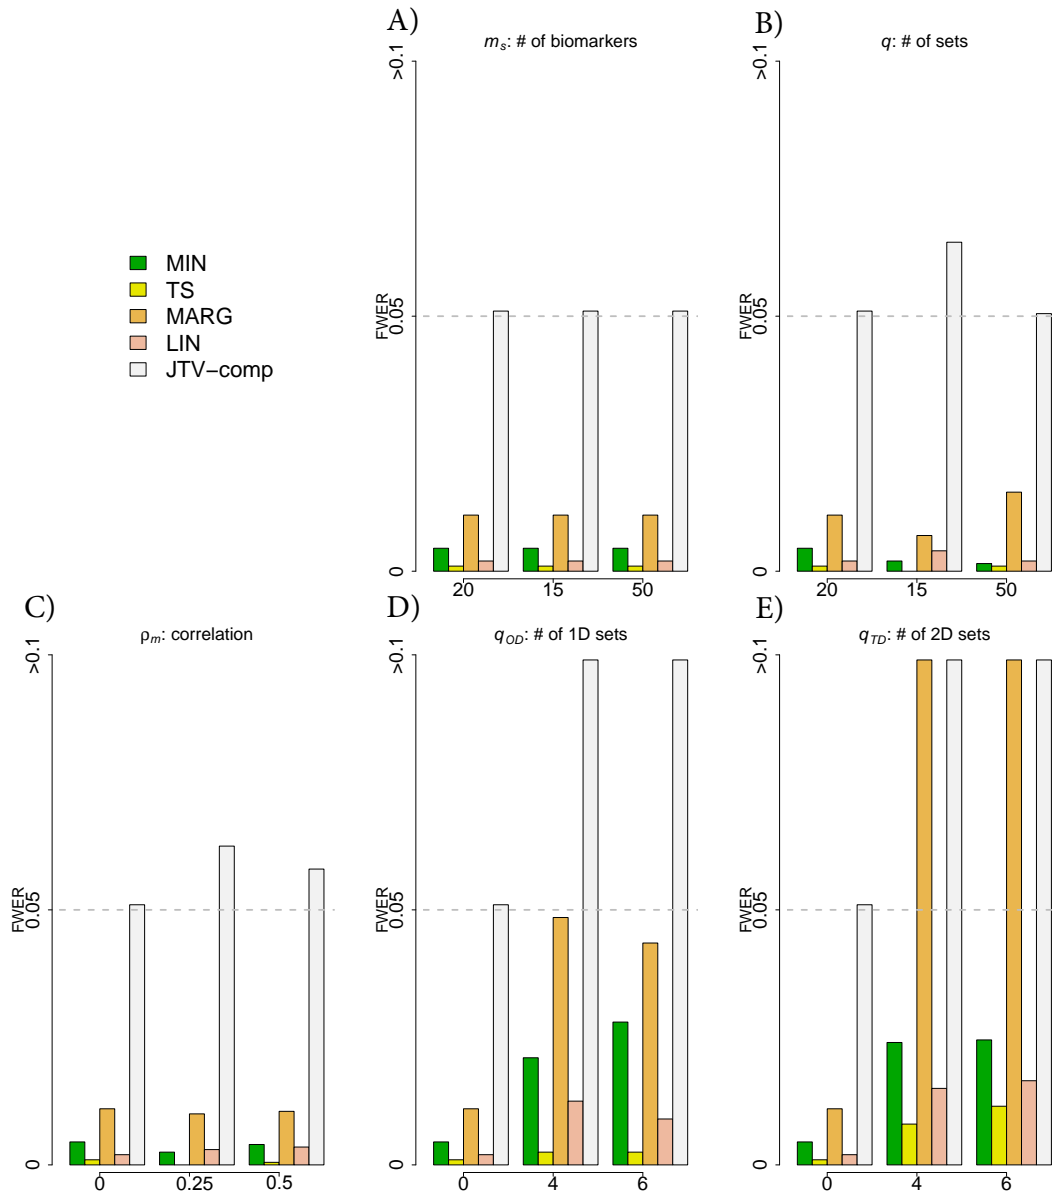 A)
m_s: # of biomarkers
>0.1
0.05
0
FWER
20 15 50
B)
q: # of sets
>0.1
0.05
0
FWER
20 15 50
MIN
TS
MARG
LIN
JTV−comp
C)
ρ_m: correlation
>0.1
0.05
0
FWER
0 0.25 0.5
D)
q_OD: # of 1D sets
>0.1
0.05
0
FWER
0 4 6
E)
q_TD: # of 2D sets
>0.1
0.05
0
FWER
0 4 6